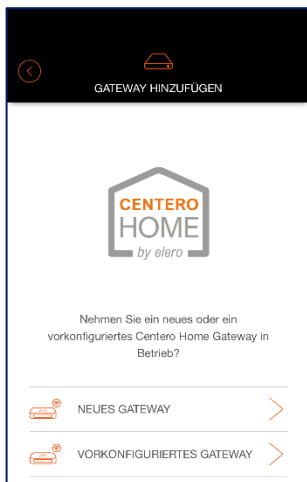 GATEWAY HINZUFÜGEN
CENTERO
HOME
by elero
Nehmen Sie ein neues oder ein
vorkonfiguriertes Centero Home Gateway in
Betrieb?
NEUES GATEWAY
VORKONFIGURIERTES GATEWAY